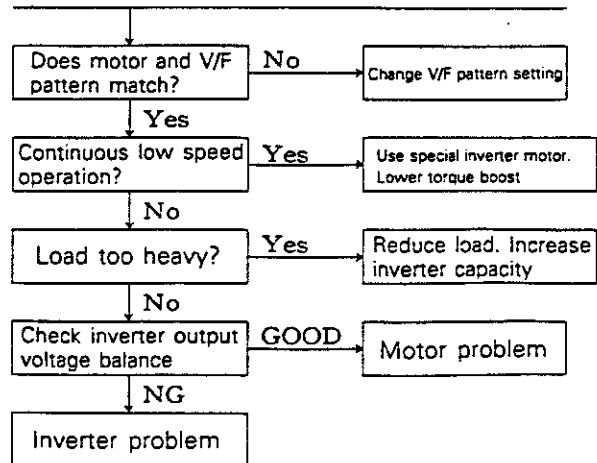 Does motor and V/F
pattern match?
No
Change V/F pattern setting
Yes
Continuous low speed
operation?
Yes
Use special inverter motor.
Lower torque boost
No
Load too heavy?
Yes
Reduce load. Increase
inverter capacity
No
Check inverter output
voltage balance
GOOD
Motor problem
NG
Inverter problem